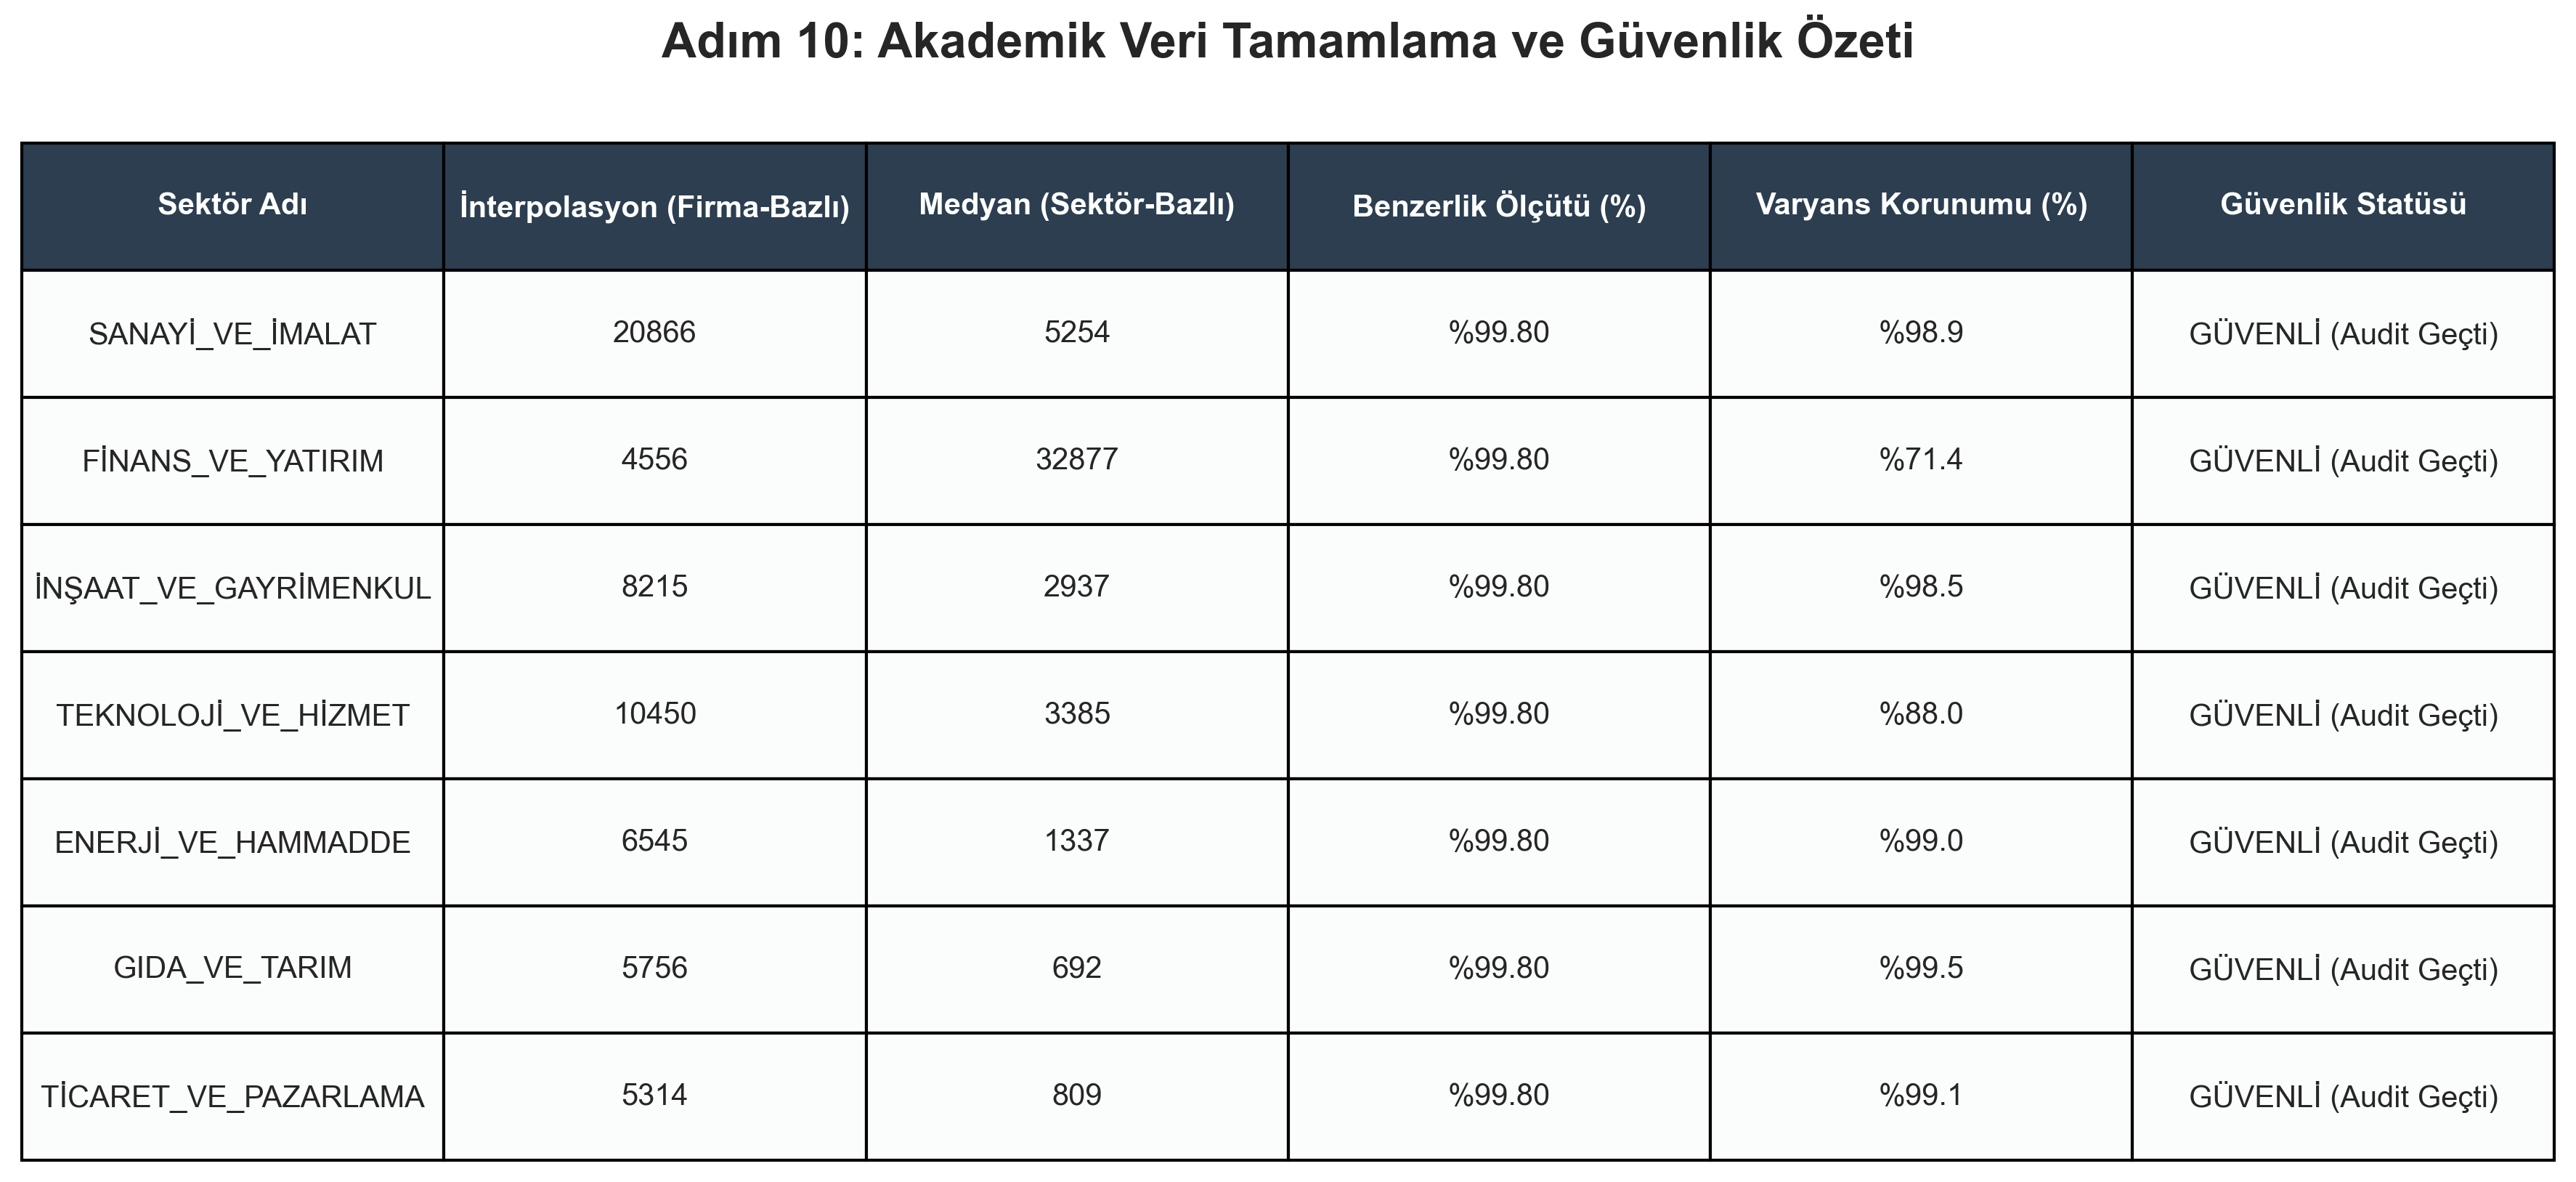 Adım 10: Akademik Veri Tamamlama ve Güvenlik Özeti
Sektör Adı İnterpolasyon (Firma-Bazlı) Medyan (Sektör-Bazlı) Benzerlik Ölçütü (%) Varyans Korunumu (%) Güvenlik Statüsü
SANAYİ_VE_İMALAT 20866 5254 %99.80 %98.9 GÜVENLİ (Audit Geçti)
FİNANS_VE_YATIRIM 4556 32877 %99.80 %71.4 GÜVENLİ (Audit Geçti)
İNŞAAT_VE_GAYRİMENKUL 8215 2937 %99.80 %98.5 GÜVENLİ (Audit Geçti)
TEKNOLOJİ_VE_HİZMET 10450 3385 %99.80 %88.0 GÜVENLİ (Audit Geçti)
ENERJİ_VE_HAMMADDE 6545 1337 %99.80 %99.0 GÜVENLİ (Audit Geçti)
GIDA_VE_TARIM 5756 692 %99.80 %99.5 GÜVENLİ (Audit Geçti)
TİCARET_VE_PAZARLAMA 5314 809 %99.80 %99.1 GÜVENLİ (Audit Geçti)